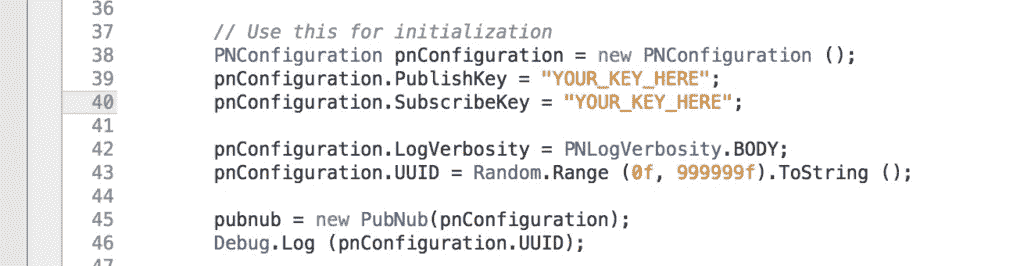 36
37 // Use this for initialization
38 PNConfiguration pnConfiguration = new PNConfiguration ();
39 pnConfiguration.PublishKey = "YOUR_KEY_HERE";
40 pnConfiguration.SubscribeKey = "YOUR_KEY_HERE";
41
42 pnConfiguration.LogVerbosity = PNLogVerbosity.BODY;
43 pnConfiguration.UUID = Random.Range (0f, 999999f).ToString ();
44
45 pubnub = new PubNub(pnConfiguration);
46 Debug.Log (pnConfiguration.UUID);
47